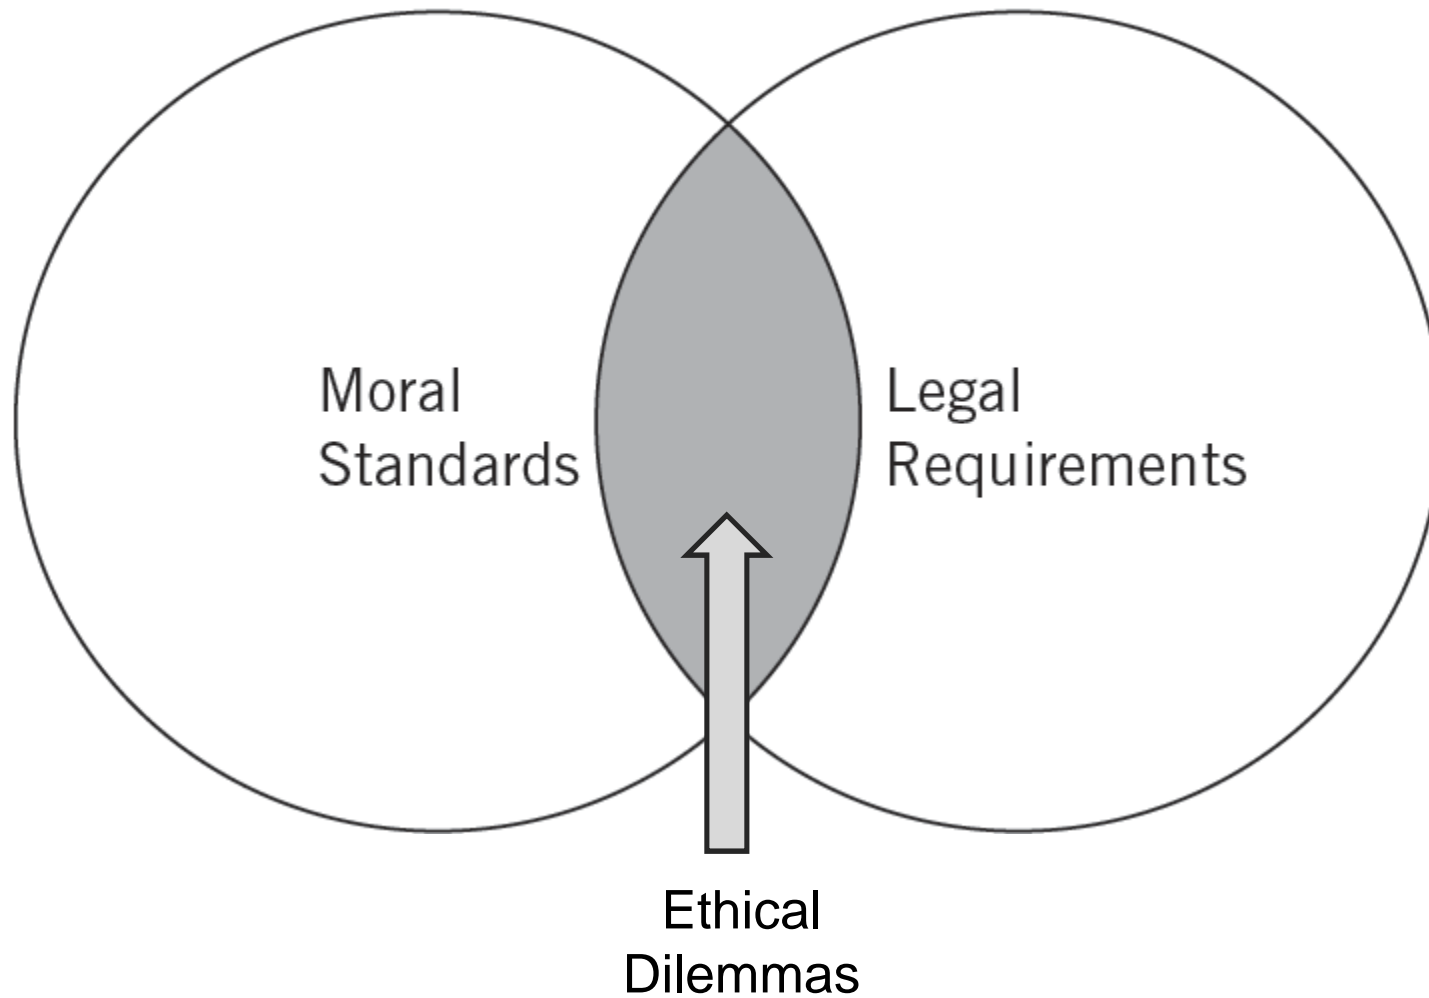 Moral
Standards
Legal
Requirements
Ethical
Dilemmas